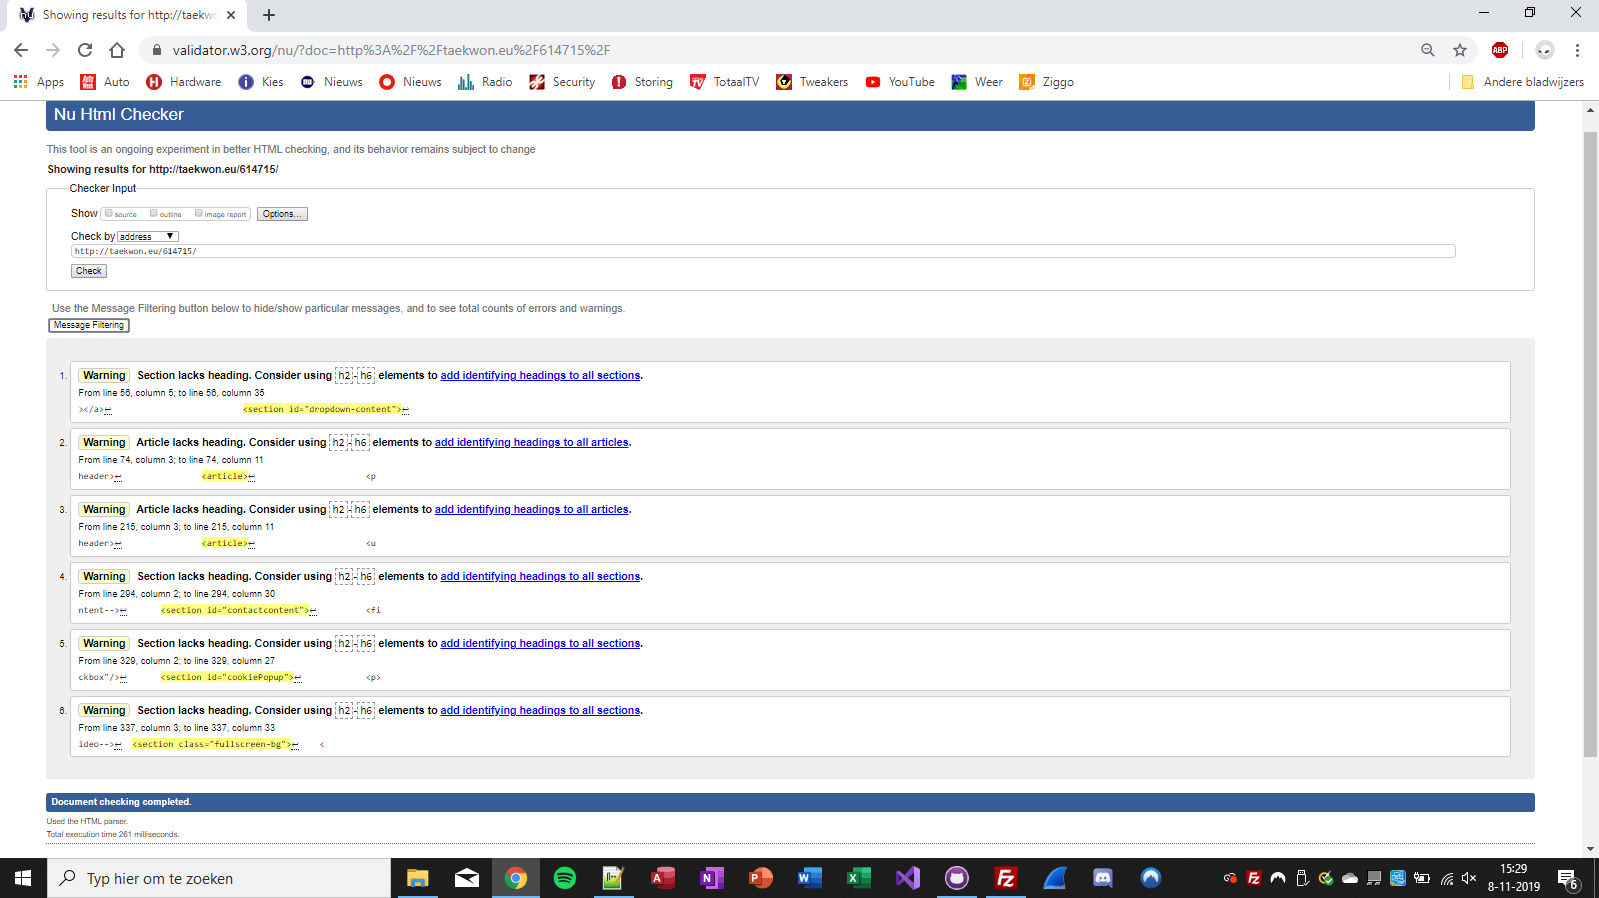 Showing results for http://taekwo
validator.w3.org/nu/?doc=http%3A%2F%2Ftaekwon.eu%2F614715%2F
ABP
Apps Auto Hardware Kies Nieuws Nieuws Radio Security Storing TotaalTV Tweakers YouTube Weer Ziggo Andere bladwijzers
Nu Html Checker
This tool is an ongoing experiment in better HTML checking, and its behavior remains subject to change
Showing results for http://taekwon.eu/614715/
Checker Input
Show source outline image report Options...
Check by address
http://taekwon.eu/614715/
Check
Use the Message Filtering button below to hide/show particular messages, and to see total counts of errors and warnings.
Message Filtering
1. Warning Section lacks heading. Consider using h2-h6 elements to add identifying headings to all sections.
From line 56, column 5; to line 56, column 35
></a>↩ <section id="dropdown-content">↩
2. Warning Article lacks heading. Consider using h2-h6 elements to add identifying headings to all articles.
From line 74, column 3; to line 74, column 11
header>↩ <article>↩ <p
3. Warning Article lacks heading. Consider using h2-h6 elements to add identifying headings to all articles.
From line 215, column 3; to line 215, column 11
header>↩ <article>↩ <u
4. Warning Section lacks heading. Consider using h2-h6 elements to add identifying headings to all sections.
From line 294, column 2; to line 294, column 30
ntent-->↩ <section id="contactcontent">↩ <fi
5. Warning Section lacks heading. Consider using h2-h6 elements to add identifying headings to all sections.
From line 329, column 2; to line 329, column 27
ckbox"/>↩ <section id="cookiePopup">↩ <p>
6. Warning Section lacks heading. Consider using h2-h6 elements to add identifying headings to all sections.
From line 337, column 3; to line 337, column 33
ideo-->↩ <section class="fullscreen-bg">↩ <
Document checking completed.
Used the HTML parser.
Total execution time 261 milliseconds.
Typ hier om te zoeken
15:29
8-11-2019
6